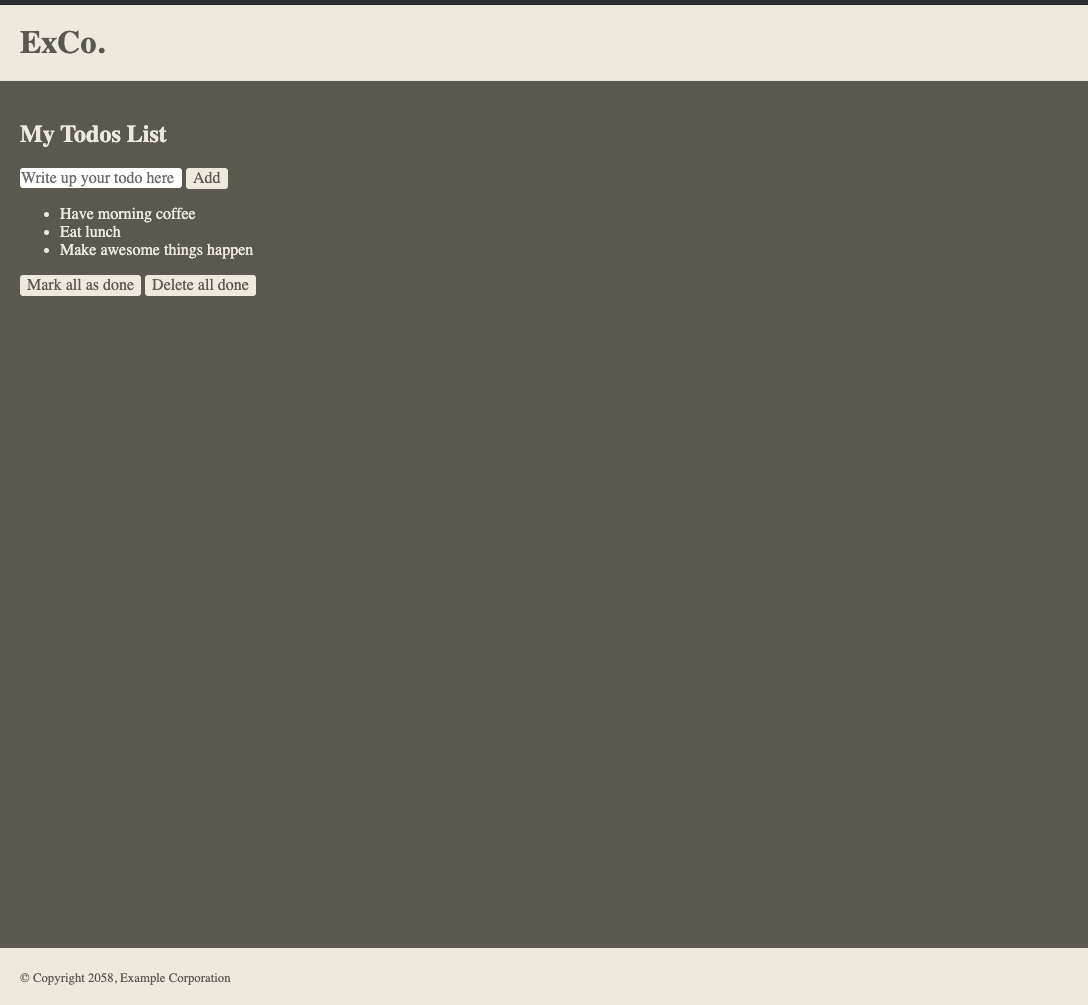 ExCo.
My Todos List
Write up your todo here Add
Have morning coffee
Eat lunch
Make awesome things happen
Mark all as done Delete all done
© Copyright 2058, Example Corporation